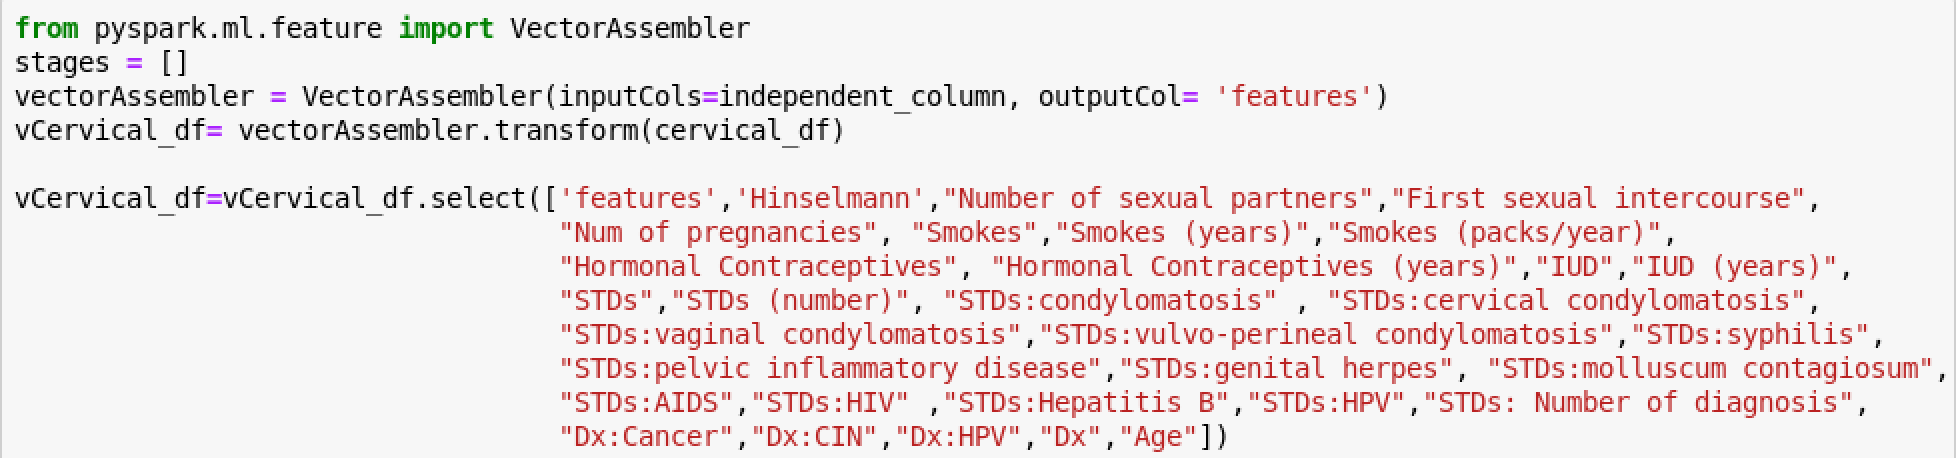 from pyspark.ml.feature import VectorAssembler
stages = []
vectorAssembler = VectorAssembler(inputCols=independent_column, outputCol= 'features')
vCervical_df= vectorAssembler.transform(cervical_df)
vCervical_df=vCervical_df.select(['features','Hinselmann',"Number of sexual partners","First sexual intercourse",
"Num of pregnancies", "Smokes","Smokes (years)","Smokes (packs/year)",
"Hormonal Contraceptives", "Hormonal Contraceptives (years)","IUD","IUD (years)",
"STDs","STDs (number)", "STDs:condylomatosis" , "STDs:cervical condylomatosis",
"STDs:vaginal condylomatosis","STDs:vulvo-perineal condylomatosis","STDs:syphilis",
"STDs:pelvic inflammatory disease","STDs:genital herpes", "STDs:molluscum contagiosum",
"STDs:AIDS","STDs:HIV" ,"STDs:Hepatitis B","STDs:HPV","STDs: Number of diagnosis",
"Dx:Cancer","Dx:CIN","Dx:HPV","Dx","Age"])